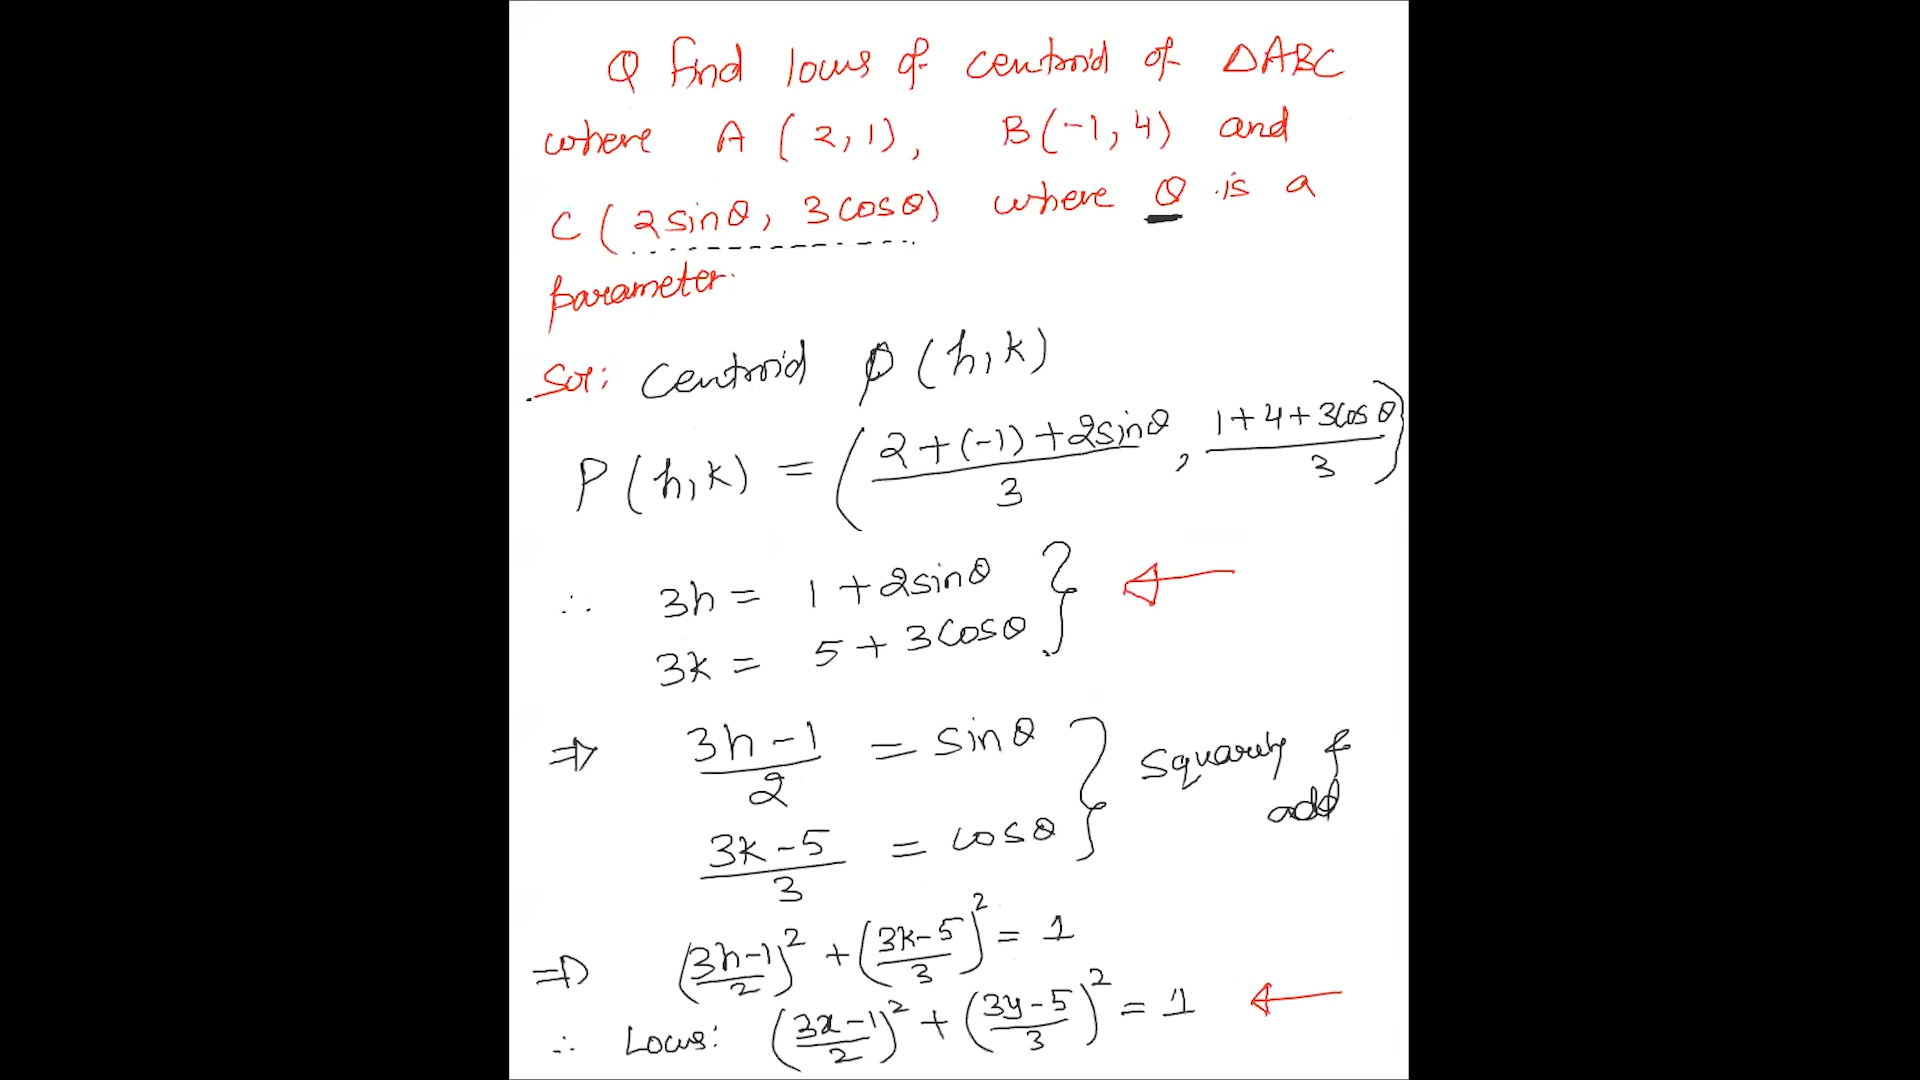 Q Find locus of centroid of △ABC
where A (2,1), B(-1,4) and
C(2sinθ, 3cosθ) where θ is a
parameter.
Sol: Centroid P(h,k)
P(h,k) = (2+(-1)+2sinθ/3, 1+4+3cosθ/3)
∴ 3h = 1+2sinθ
3k = 5+3cosθ
⇒ 3h-1/2 = sinθ
3k-5/3 = cosθ } squaring & add
⇒ (3h-1/2)² + (3k-5/3)² = 1
∴ Locus: (3x-1/2)² + (3y-5/3)² = 1